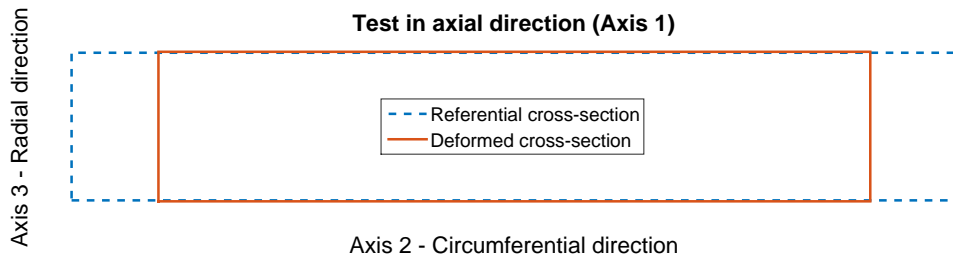 Test in axial direction (Axis 1)
Axis 3 - Radial direction
Referential cross-section
Deformed cross-section
Axis 2 - Circumferential direction